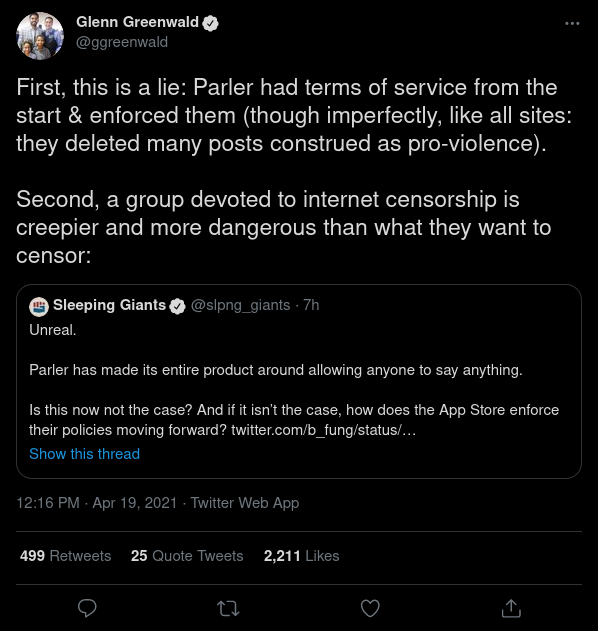 Glenn Greenwald
@ggreenwald
First, this is a lie: Parler had terms of service from the
start & enforced them (though imperfectly, like all sites:
they deleted many posts construed as pro-violence).
Second, a group devoted to internet censorship is
creepier and more dangerous than what they want to
censor:
Sleeping Giants @slpng_giants · 7h
Unreal.
Parler has made its entire product around allowing anyone to say anything.
Is this now not the case? And if it isn't the case, how does the App Store enforce
their policies moving forward? twitter.com/b_fung/status/…
Show this thread
12:16 PM · Apr 19, 2021 · Twitter Web App
499 Retweets 25 Quote Tweets 2,211 Likes